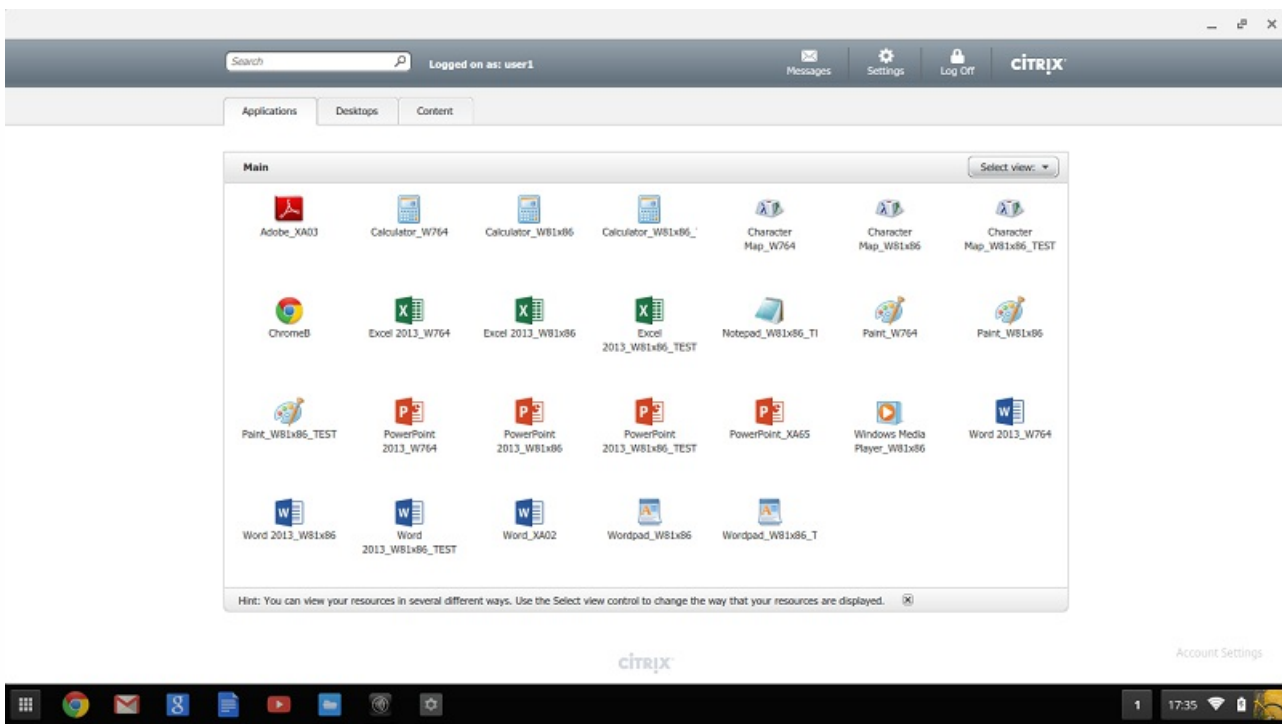 Search
Logged on as: user1
Messages
Settings
Log Off
CITRIX
Applications
Desktops
Content
Main
Select view:
Adobe_XA03
Calculator_W764
Calculator_W81x86
Calculator_W81x86_
Character
Map_W764
Character
Map_W81x86
Character
Map_W81x86_TEST
ChromeB
Excel 2013_W764
Excel 2013_W81x86
Excel
2013_W81x86_TEST
Notepad_W81x86_TI
Paint_W764
Paint_W81x86
Paint_W81x86_TEST
PowerPoint
2013_W764
PowerPoint
2013_W81x86
PowerPoint
2013_W81x86_TEST
PowerPoint_XA65
Windows Media
Player_W81x86
Word 2013_W764
Word 2013_W81x86
Word
2013_W81x86_TEST
Word_XA02
Wordpad_W81x86
Wordpad_W81x86_T
Hint: You can view your resources in several different ways. Use the Select view control to change the way that your resources are displayed.
CITRIX
Account Settings
1
17:35